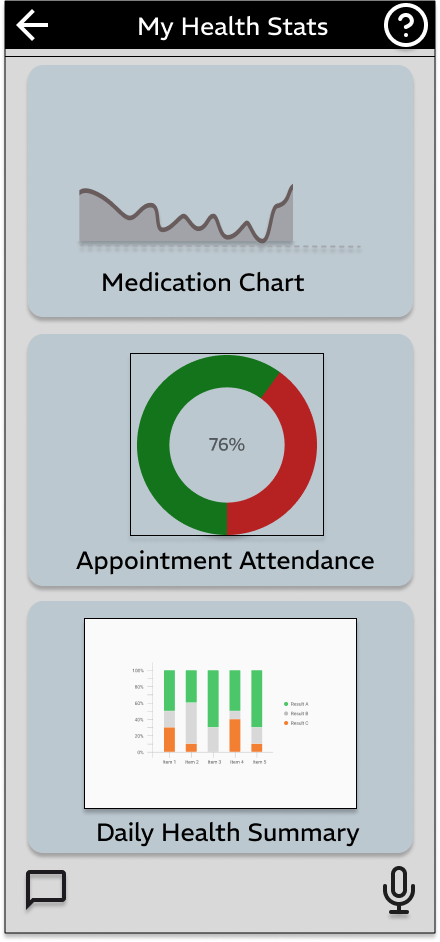 My Health Stats
Medication Chart
76%
Appointment Attendance
100%
80%
60%
40%
20%
0%
Item 1 Item 2 Item 3 Item 4 Item 5
Result A
Result B
Result C
Daily Health Summary